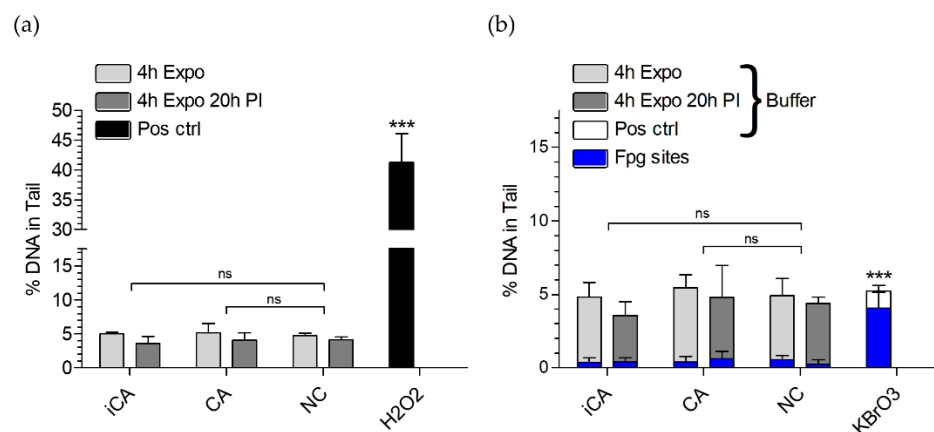 (a)
4h Expo
4h Expo 20h PI
Pos ctrl
% DNA in Tail
50
45
40
35
30
15
10
5
0
***
ns
ns
iCA
CA
NC
H2O2
(b)
4h Expo
4h Expo 20h PI
Pos ctrl
Fpg sites
Buffer
% DNA in Tail
15
10
5
0
ns
ns
***
iCA
CA
NC
KBrO3